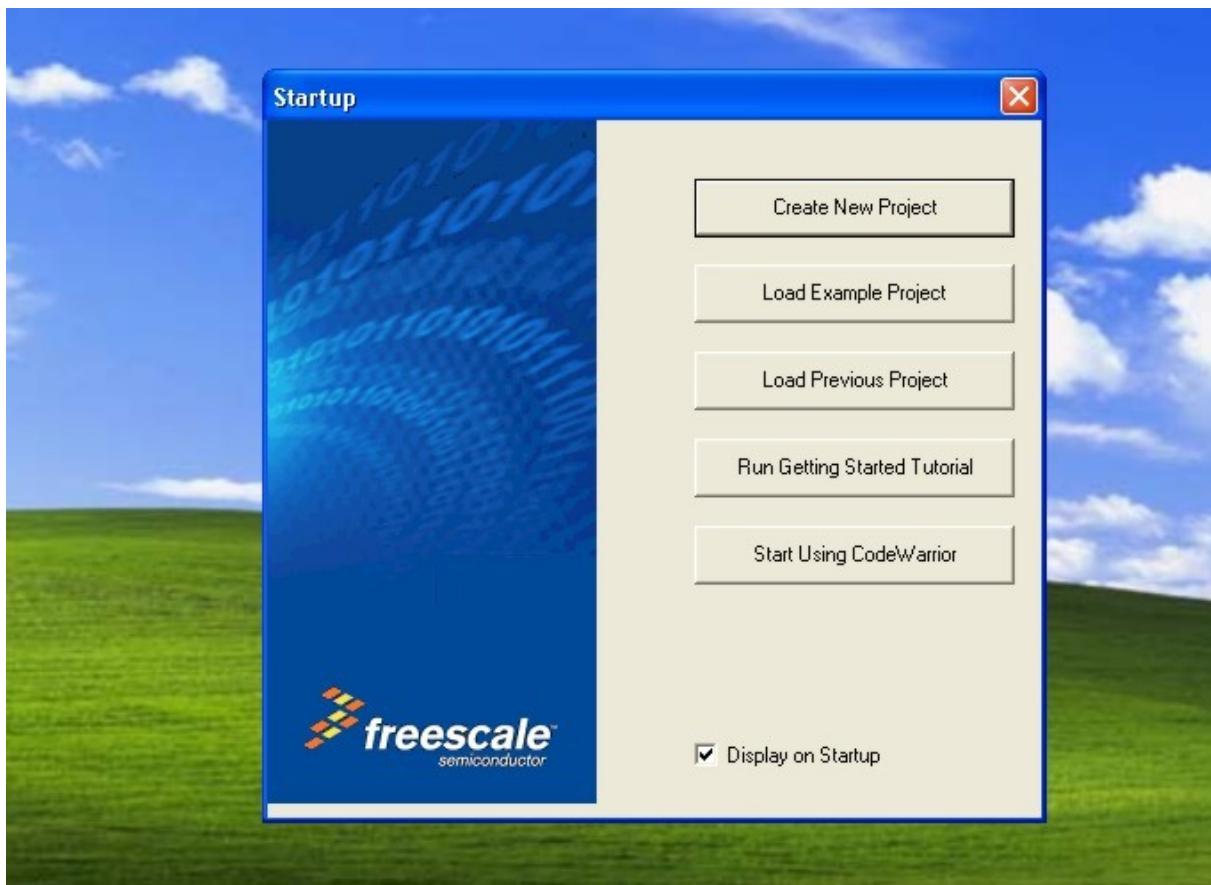 Startup
Create New Project
Load Example Project
Load Previous Project
Run Getting Started Tutorial
Start Using CodeWarrior
freescale™
semiconductor
Display on Startup